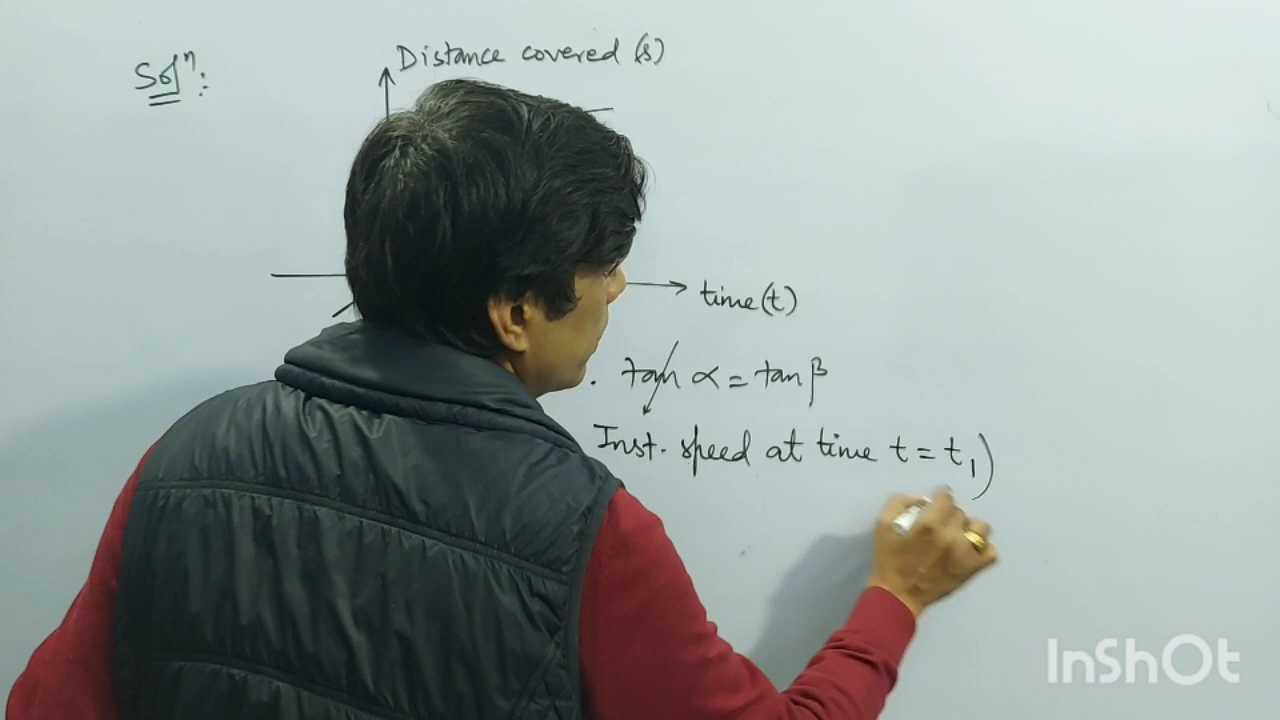 Solⁿ:
Distance covered (s)
time(t)
. tan α = tan β
Inst. speed at time t = t₁)
InShOt